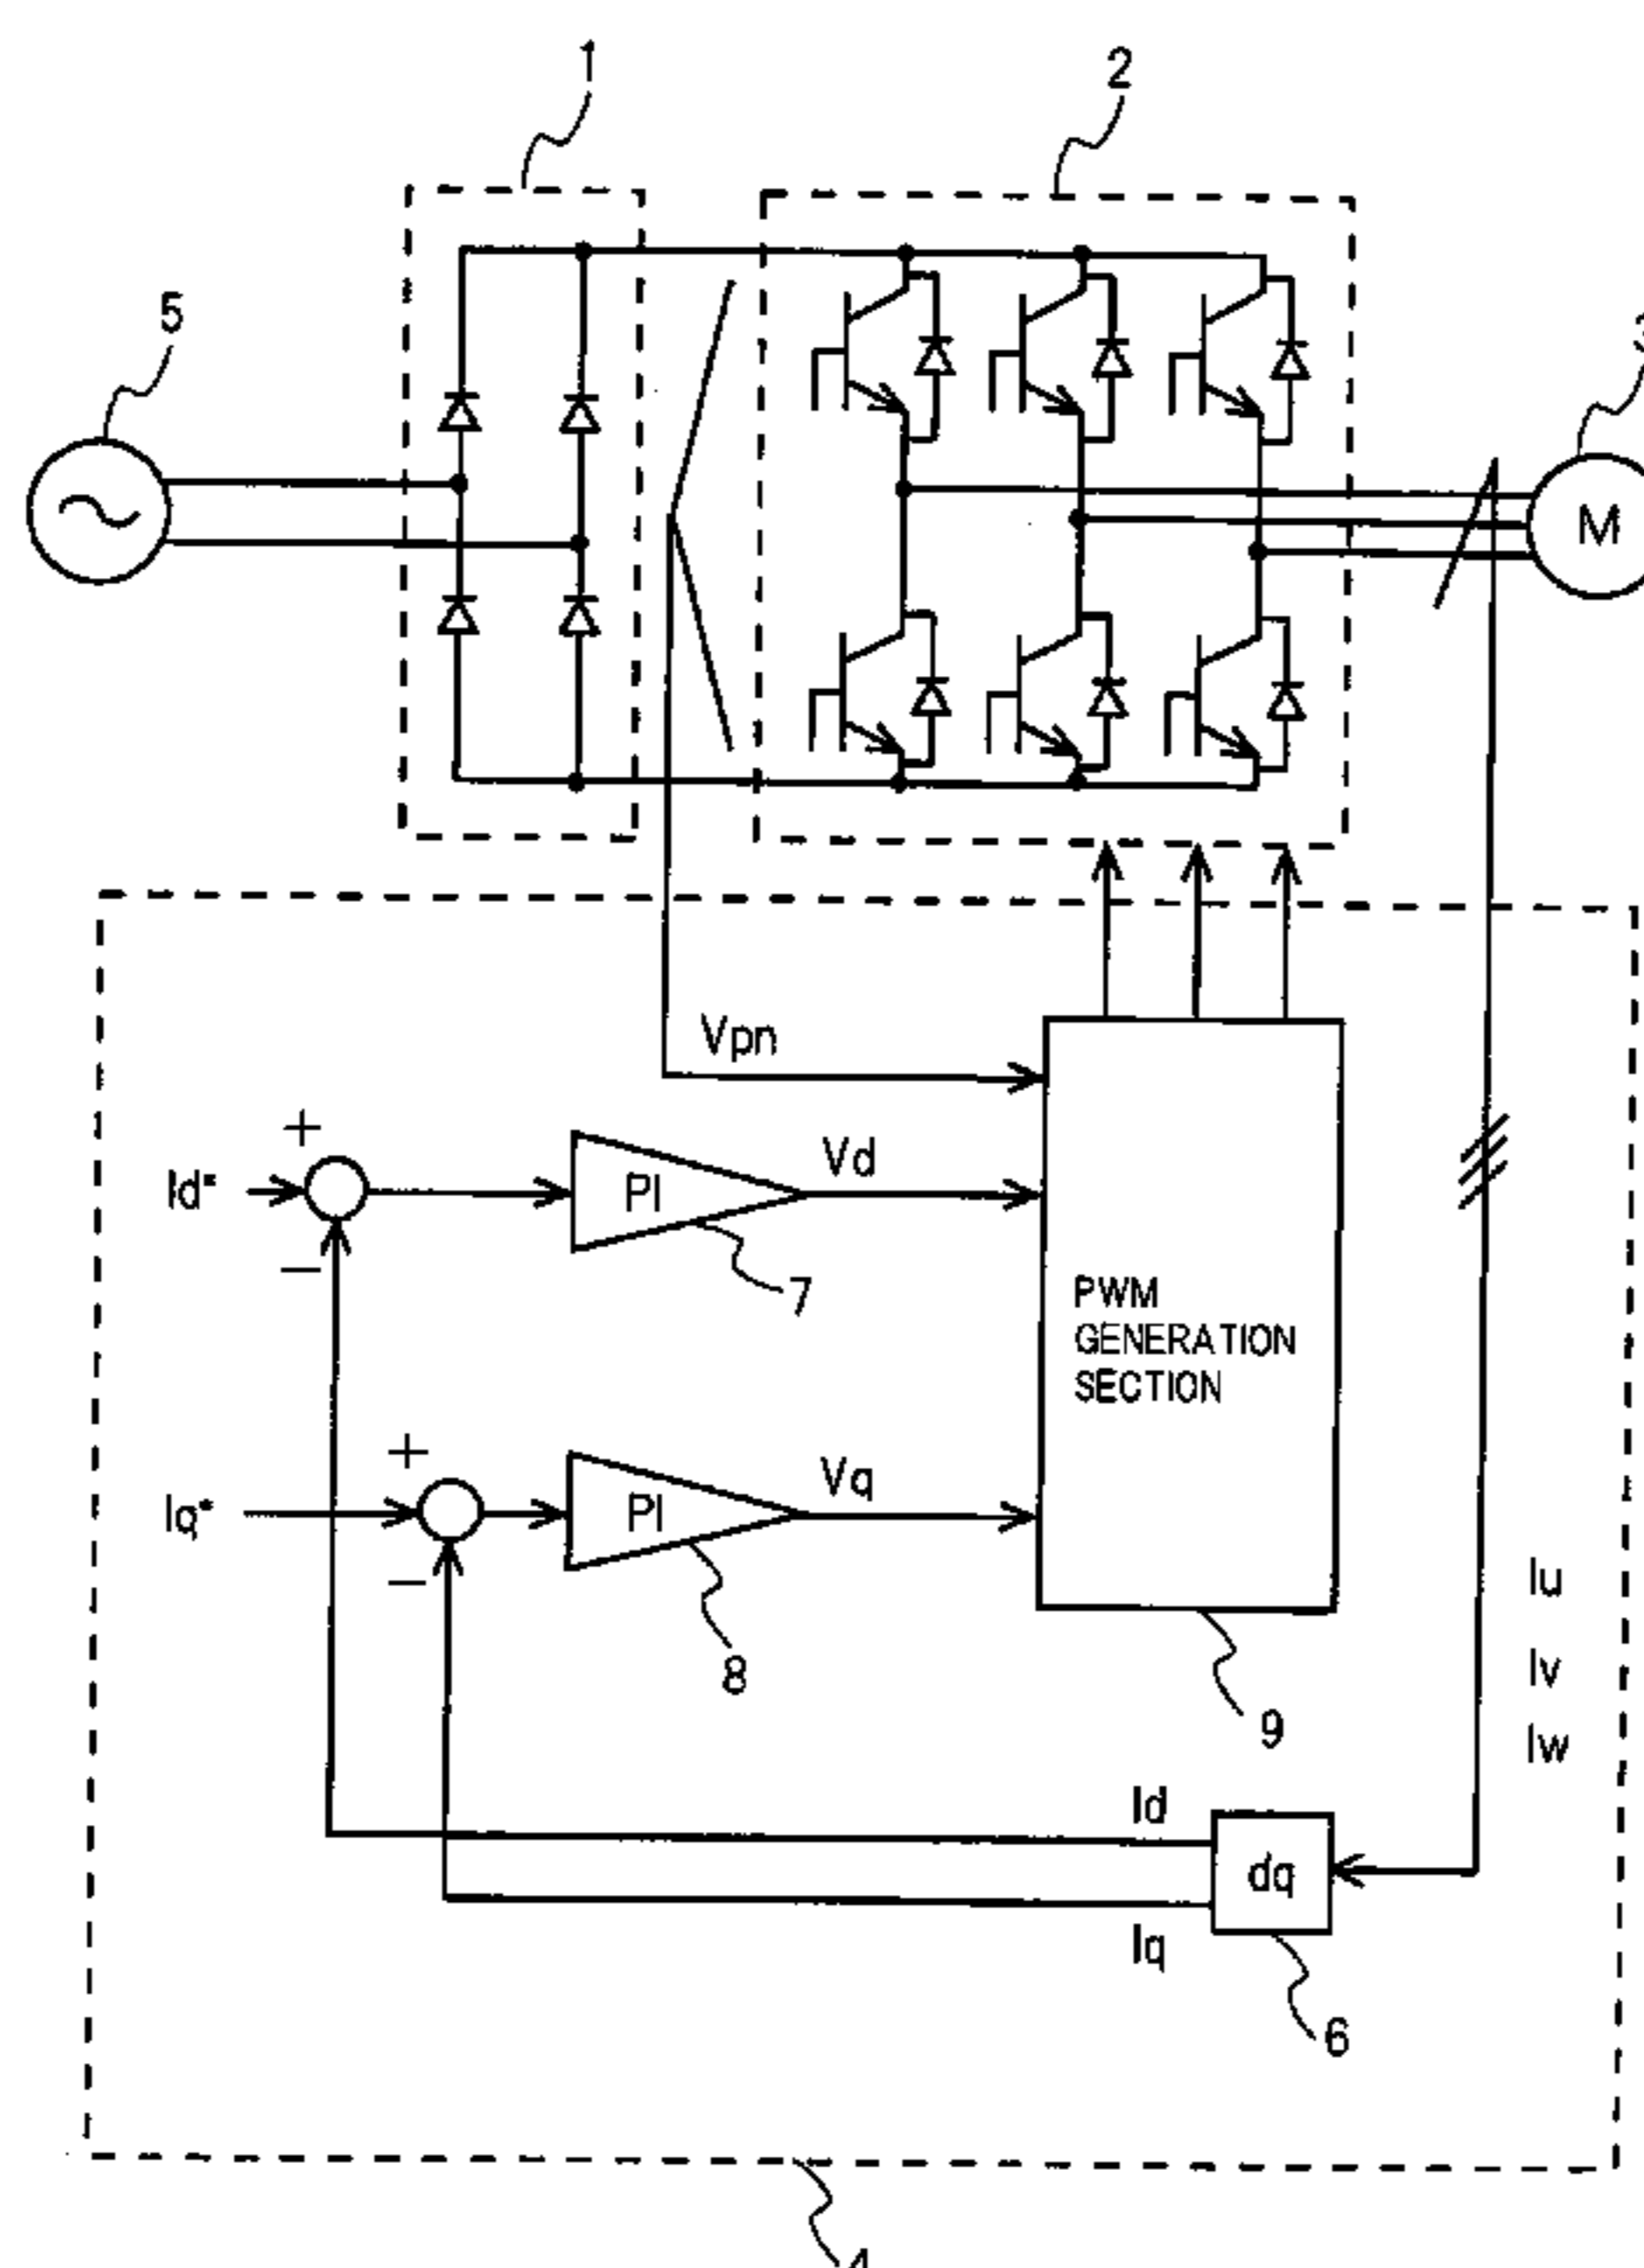 1
2
5
3
M
Vpn
+
Id*
PI
Vd
−
7
PWM
GENERATION
SECTION
+
Iq*
PI
Vq
−
8
9
Iu
Iv
Iw
Id
dq
Iq
6
4